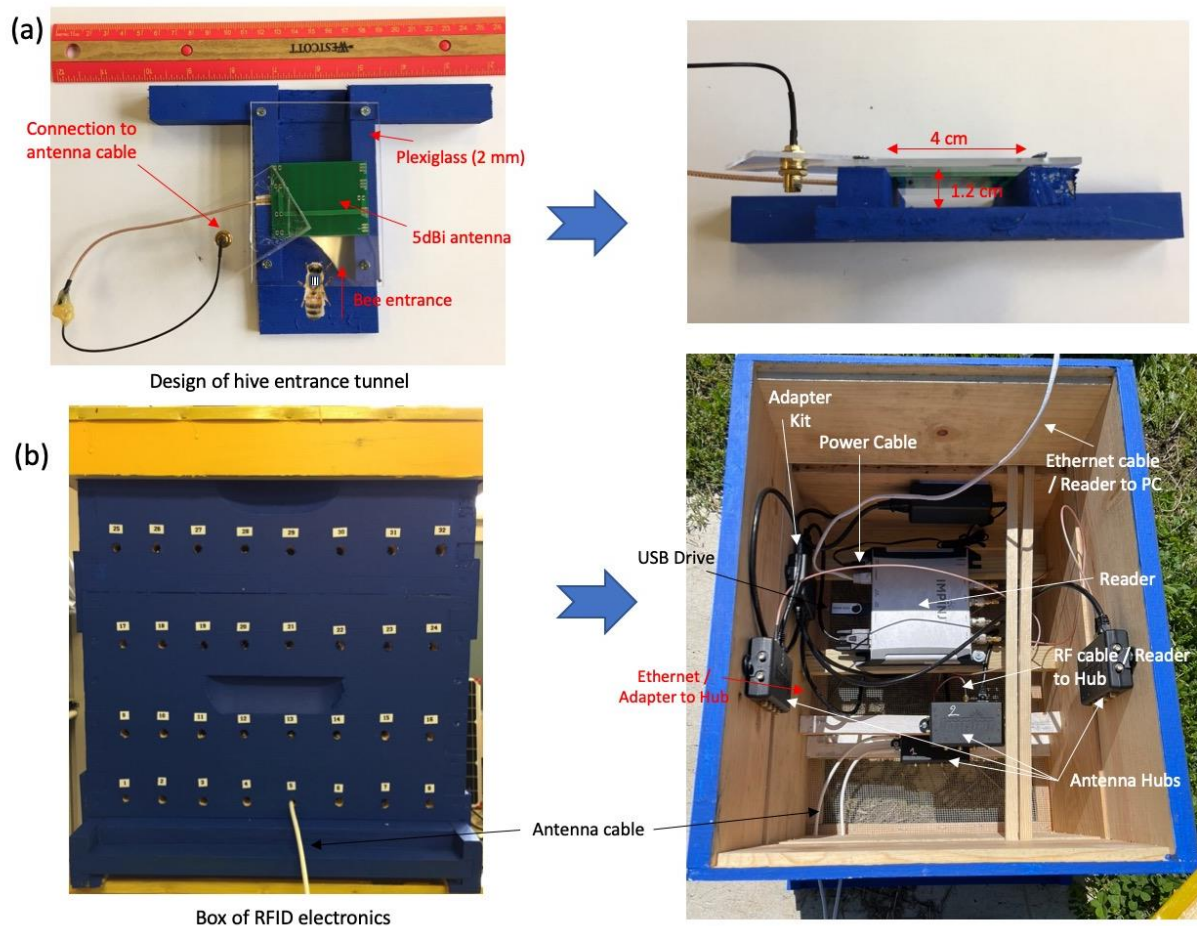 (a)
WESTCOTT
Connection to
antenna cable
Plexiglass (2 mm)
5dBi antenna
Bee entrance
Design of hive entrance tunnel
4 cm
1.2 cm
(b)
25 26 27 28 29 30 31 32
17 18 19 20 21 22 23 24
9 10 11 12 13 14 15 16
1 2 3 4 5 6 7 8
Box of RFID electronics
Adapter
Kit
Power Cable
Ethernet cable
/ Reader to PC
USB Drive
Reader
IMPINJ
Ethernet /
Adapter to Hub
RF cable / Reader
to Hub
2
1
Antenna Hubs
Antenna cable